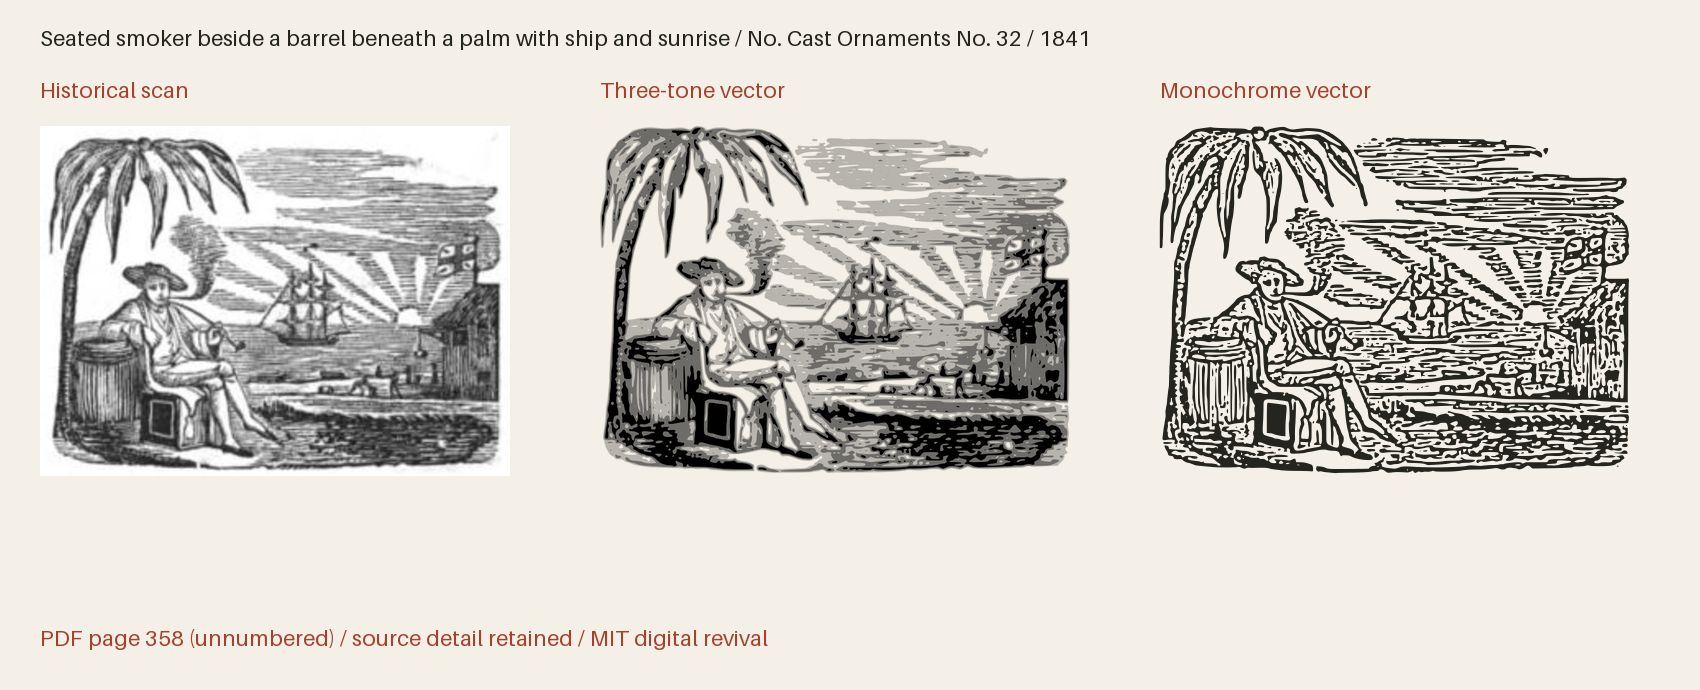 Seated smoker beside a barrel beneath a palm with ship and sunrise / No. Cast Ornaments No. 32 / 1841
Historical scan
Three-tone vector
Monochrome vector
PDF page 358 (unnumbered) / source detail retained / MIT digital revival